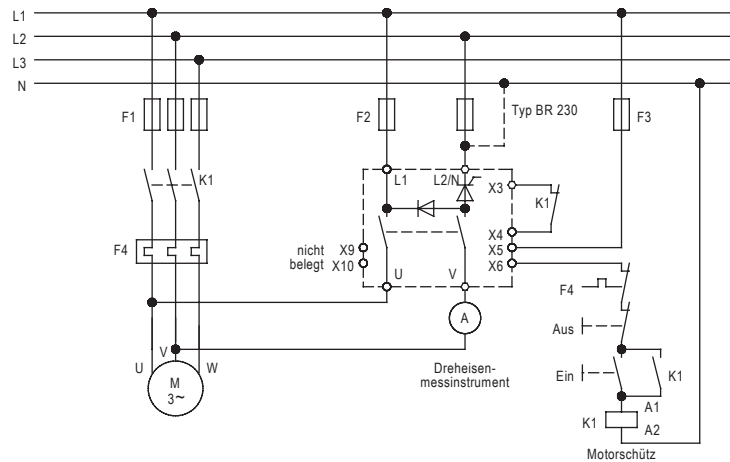 L1
L2
L3
N
F1
F2
Typ BR 230
F3
K1
L1
L2/N
X3
K1
X4
F4
nicht
belegt
X9
X10
X5
X6
U
V
F4
A
Aus
V
U
W
M
3~
Dreheisen-
messinstrument
Ein
K1
A1
K1
A2
Motorschütz